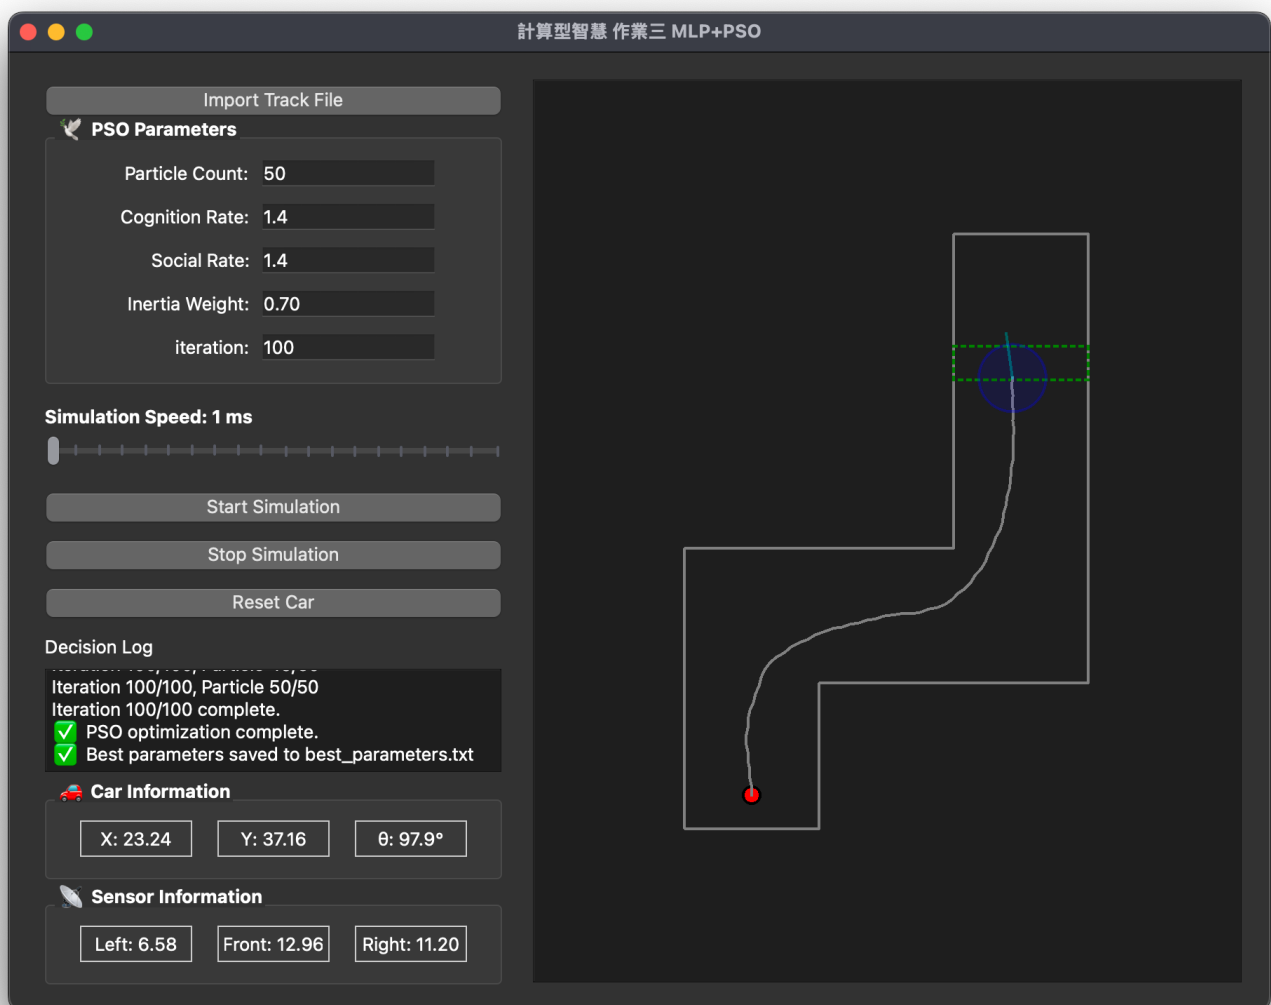 計算型智慧 作業三 MLP+PSO
Import Track File
PSO Parameters
Particle Count: 50
Cognition Rate: 1.4
Social Rate: 1.4
Inertia Weight: 0.70
iteration: 100
Simulation Speed: 1 ms
Start Simulation
Stop Simulation
Reset Car
Decision Log
Iteration 100/100, Particle 50/50
Iteration 100/100 complete.
✅ PSO optimization complete.
✅ Best parameters saved to best_parameters.txt
Car Information
X: 23.24 Y: 37.16 θ: 97.9°
Sensor Information
Left: 6.58 Front: 12.96 Right: 11.20